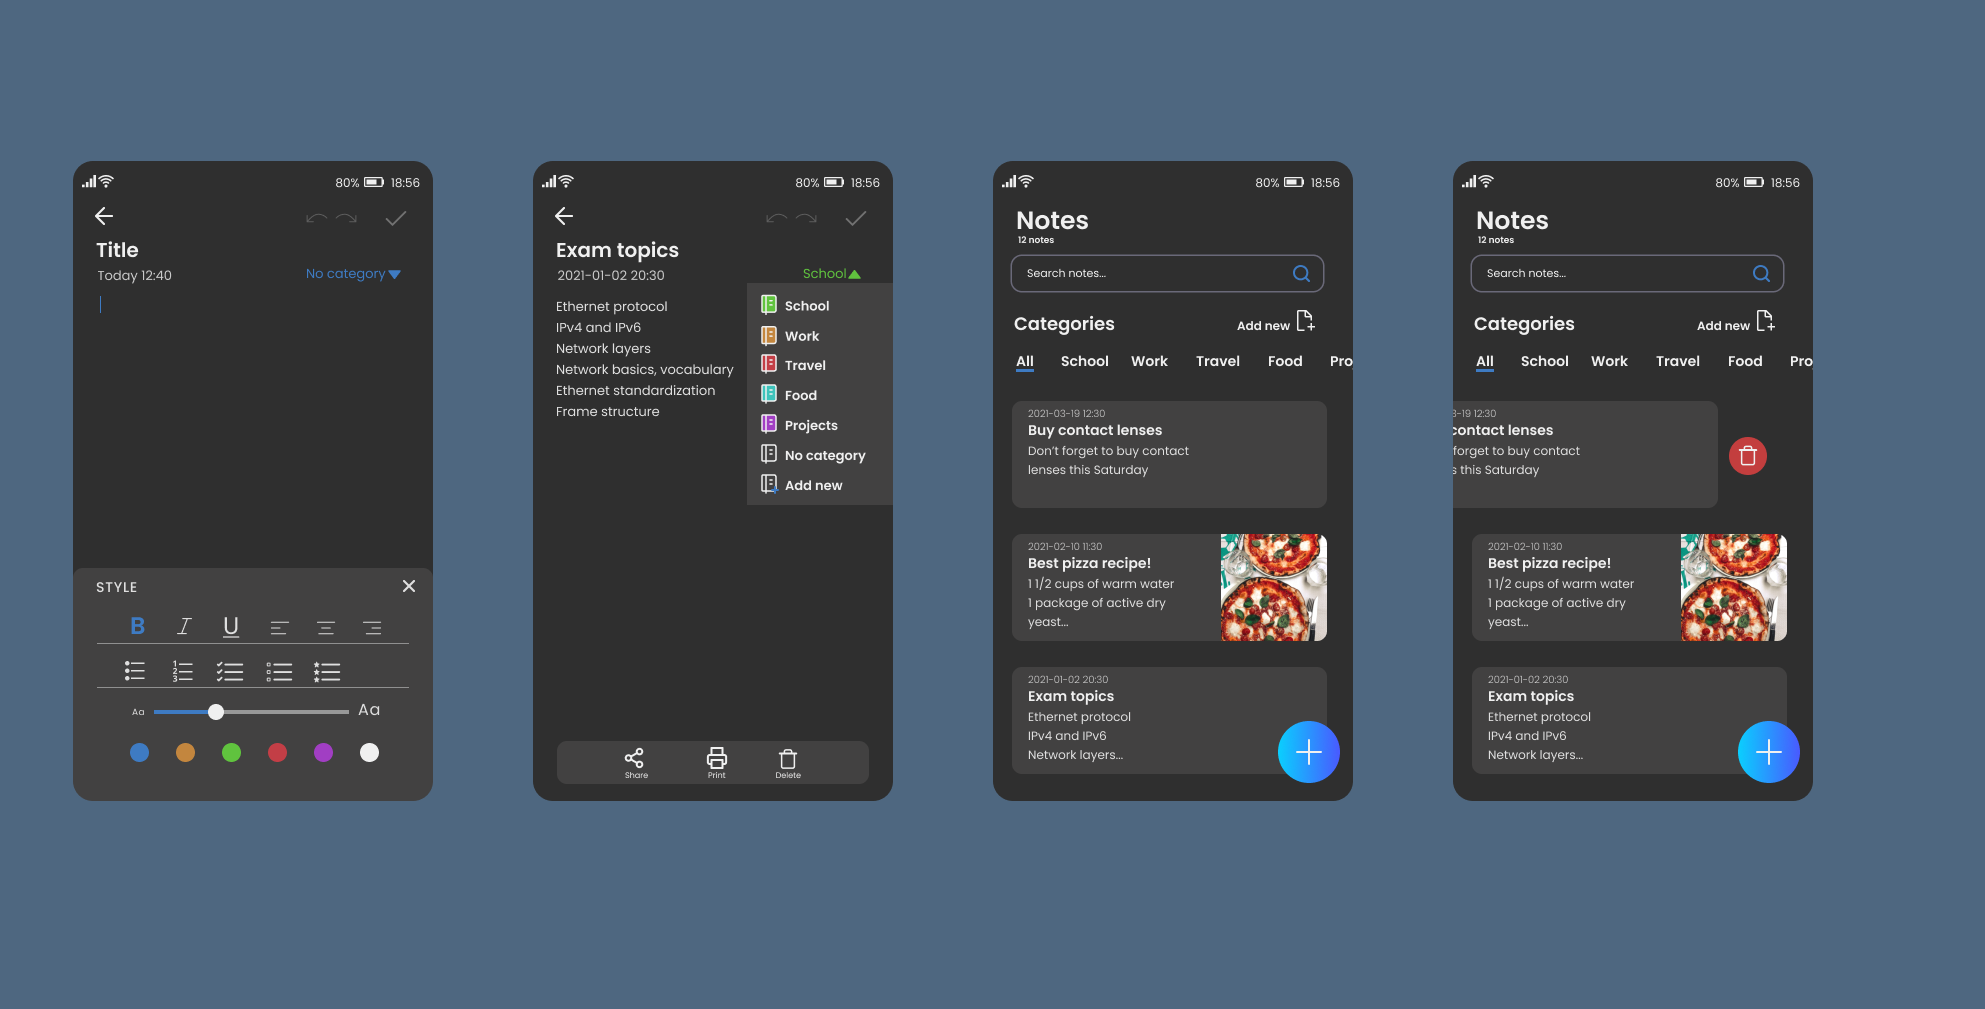 80% 18:56
Title
Today 12:40 No category
STYLE
B I U
1
2
3
Aa Aa
80% 18:56
Exam topics
2021-01-02 20:30 School
Ethernet protocol
IPv4 and IPv6
Network layers
Network basics, vocabulary
Ethernet standardization
Frame structure
School
Work
Travel
Food
Projects
No category
Add new
Share Print Delete
80% 18:56
Notes
12 notes
Search notes...
Categories Add new
All School Work Travel Food Pro
2021-03-19 12:30
Buy contact lenses
Don't forget to buy contact
lenses this Saturday
2021-02-10 11:30
Best pizza recipe!
1 1/2 cups of warm water
1 package of active dry
yeast...
2021-01-02 20:30
Exam topics
Ethernet protocol
IPv4 and IPv6
Network layers...
80% 18:56
Notes
12 notes
Search notes...
Categories Add new
All School Work Travel Food Pro
3-19 12:30
contact lenses
forget to buy contact
s this Saturday
2021-02-10 11:30
Best pizza recipe!
1 1/2 cups of warm water
1 package of active dry
yeast...
2021-01-02 20:30
Exam topics
Ethernet protocol
IPv4 and IPv6
Network layers...